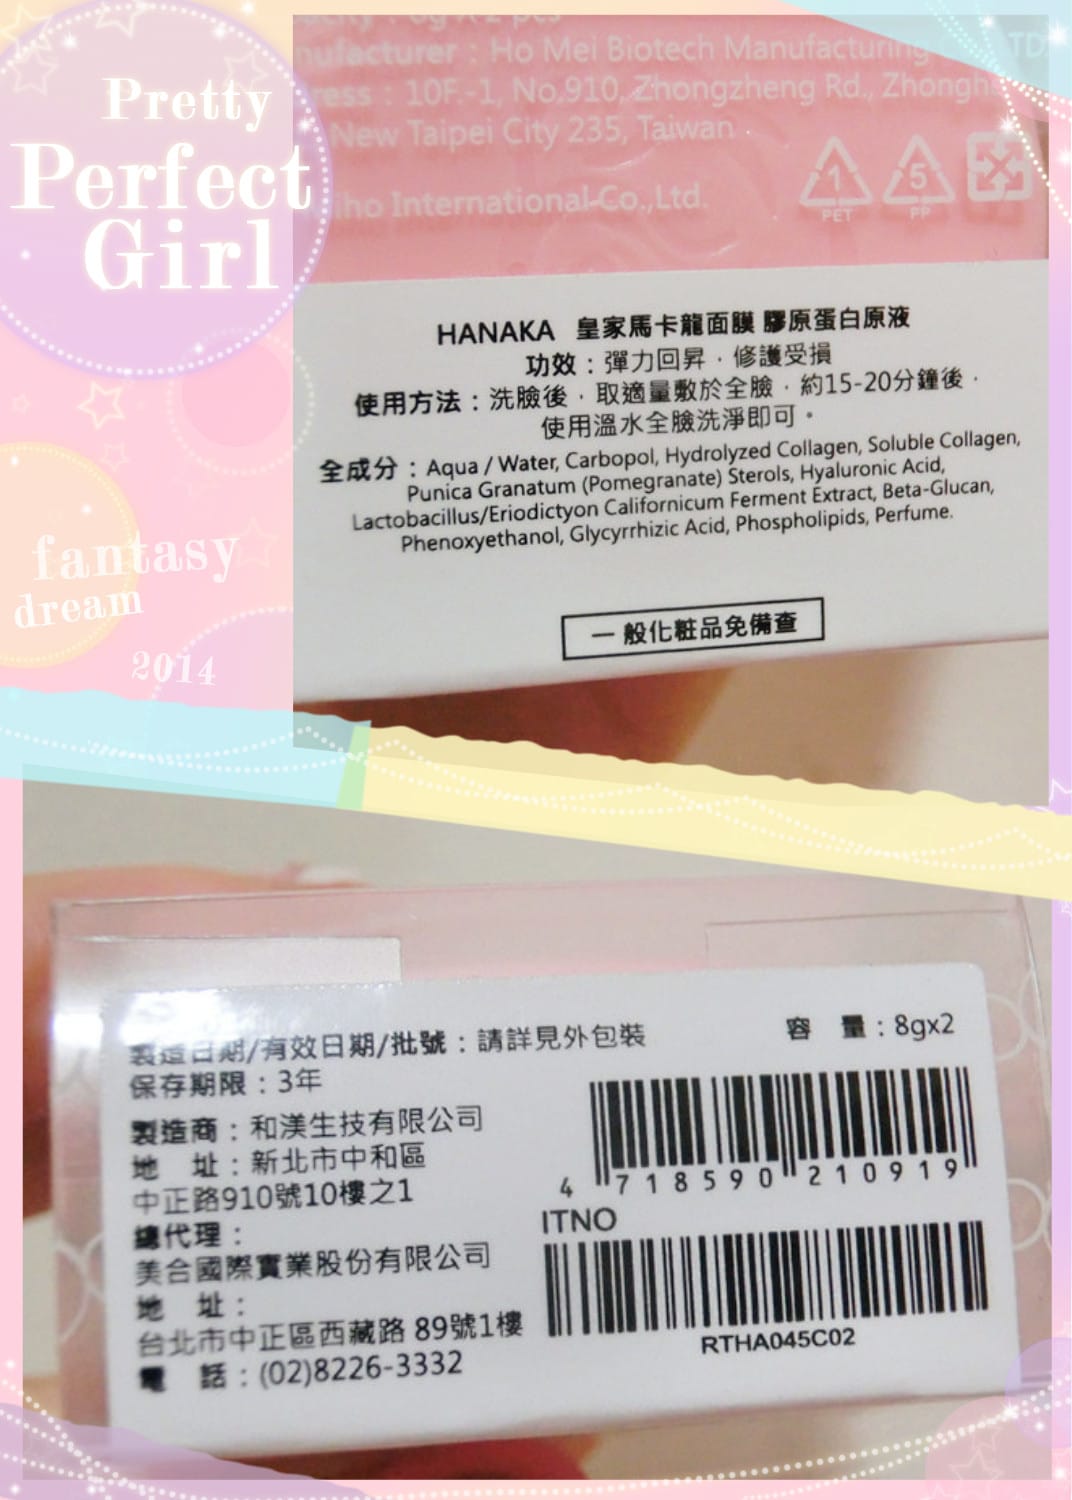 Pretty
Perfect
Girl
fantasy
dream
2014
: Ho Mei Biotech Manufacturing
: 10F.-1, No.910, Zhongzheng Rd., Zhonghe
New Taipei City 235, Taiwan
International Co.,Ltd.
1
PET
5
PP
HANAKA 皇家馬卡龍面膜 膠原蛋白原液
功效：彈力回昇．修護受損
使用方法：洗臉後．取適量敷於全臉．約15-20分鐘後．
使用溫水全臉洗淨即可。
全成分：Aqua / Water, Carbopol, Hydrolyzed Collagen, Soluble Collagen,
Punica Granatum (Pomegranate) Sterols, Hyaluronic Acid,
Lactobacillus/Eriodictyon Californicum Ferment Extract, Beta-Glucan,
Phenoxyethanol, Glycyrrhizic Acid, Phospholipids, Perfume.
一般化粧品免備查
製造日期/有效日期/批號：請詳見外包裝
容 量：8gx2
保存期限：3年
製造商：和渼生技有限公司
地 址：新北市中和區
中正路910號10樓之1
總代理：
美合國際實業股份有限公司
地 址：
台北市中正區西藏路 89號1樓
電 話：(02)8226-3332
4 718590 210919
ITNO
RTHA045C02